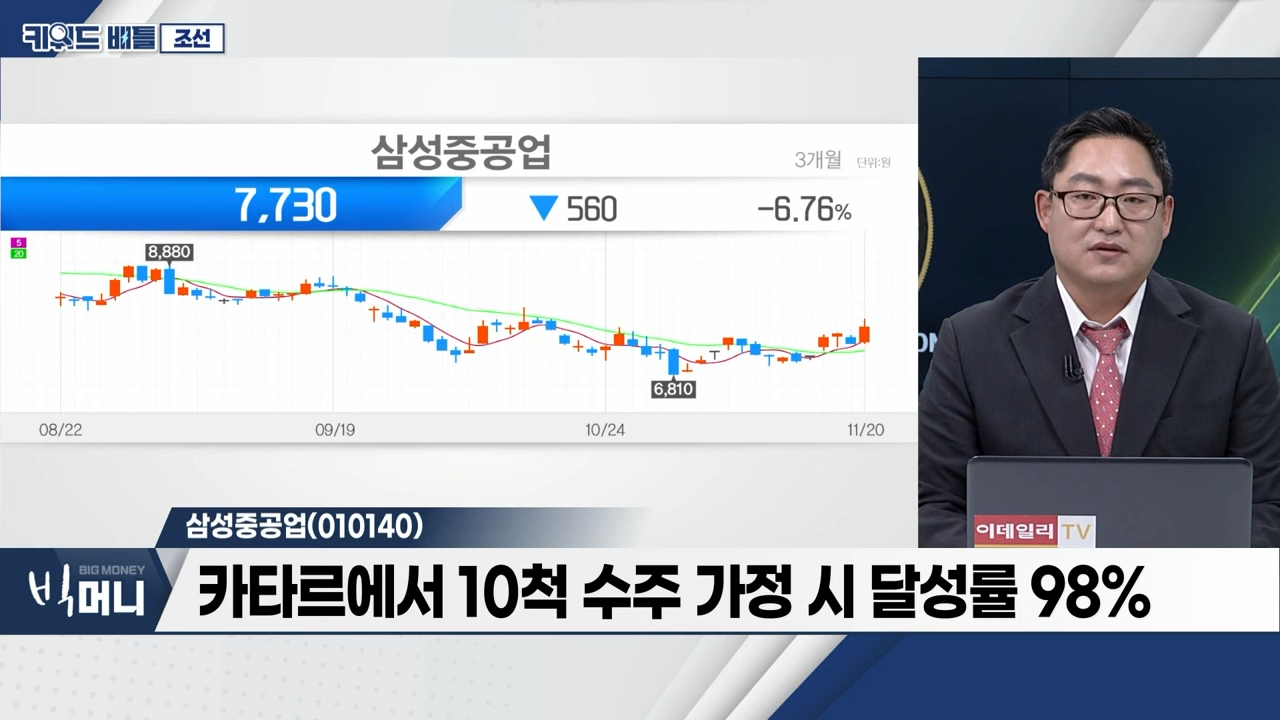 키워드 배틀 조선
삼성중공업
3개월 단위:원
7,730 ▼560 -6.76%
5
20
8,880
6,810
08/22 09/19 10/24 11/20
ON
이데일리TV
삼성중공업(010140)
BIG MONEY
빅머니
카타르에서 10척 수주 가정 시 달성률 98%